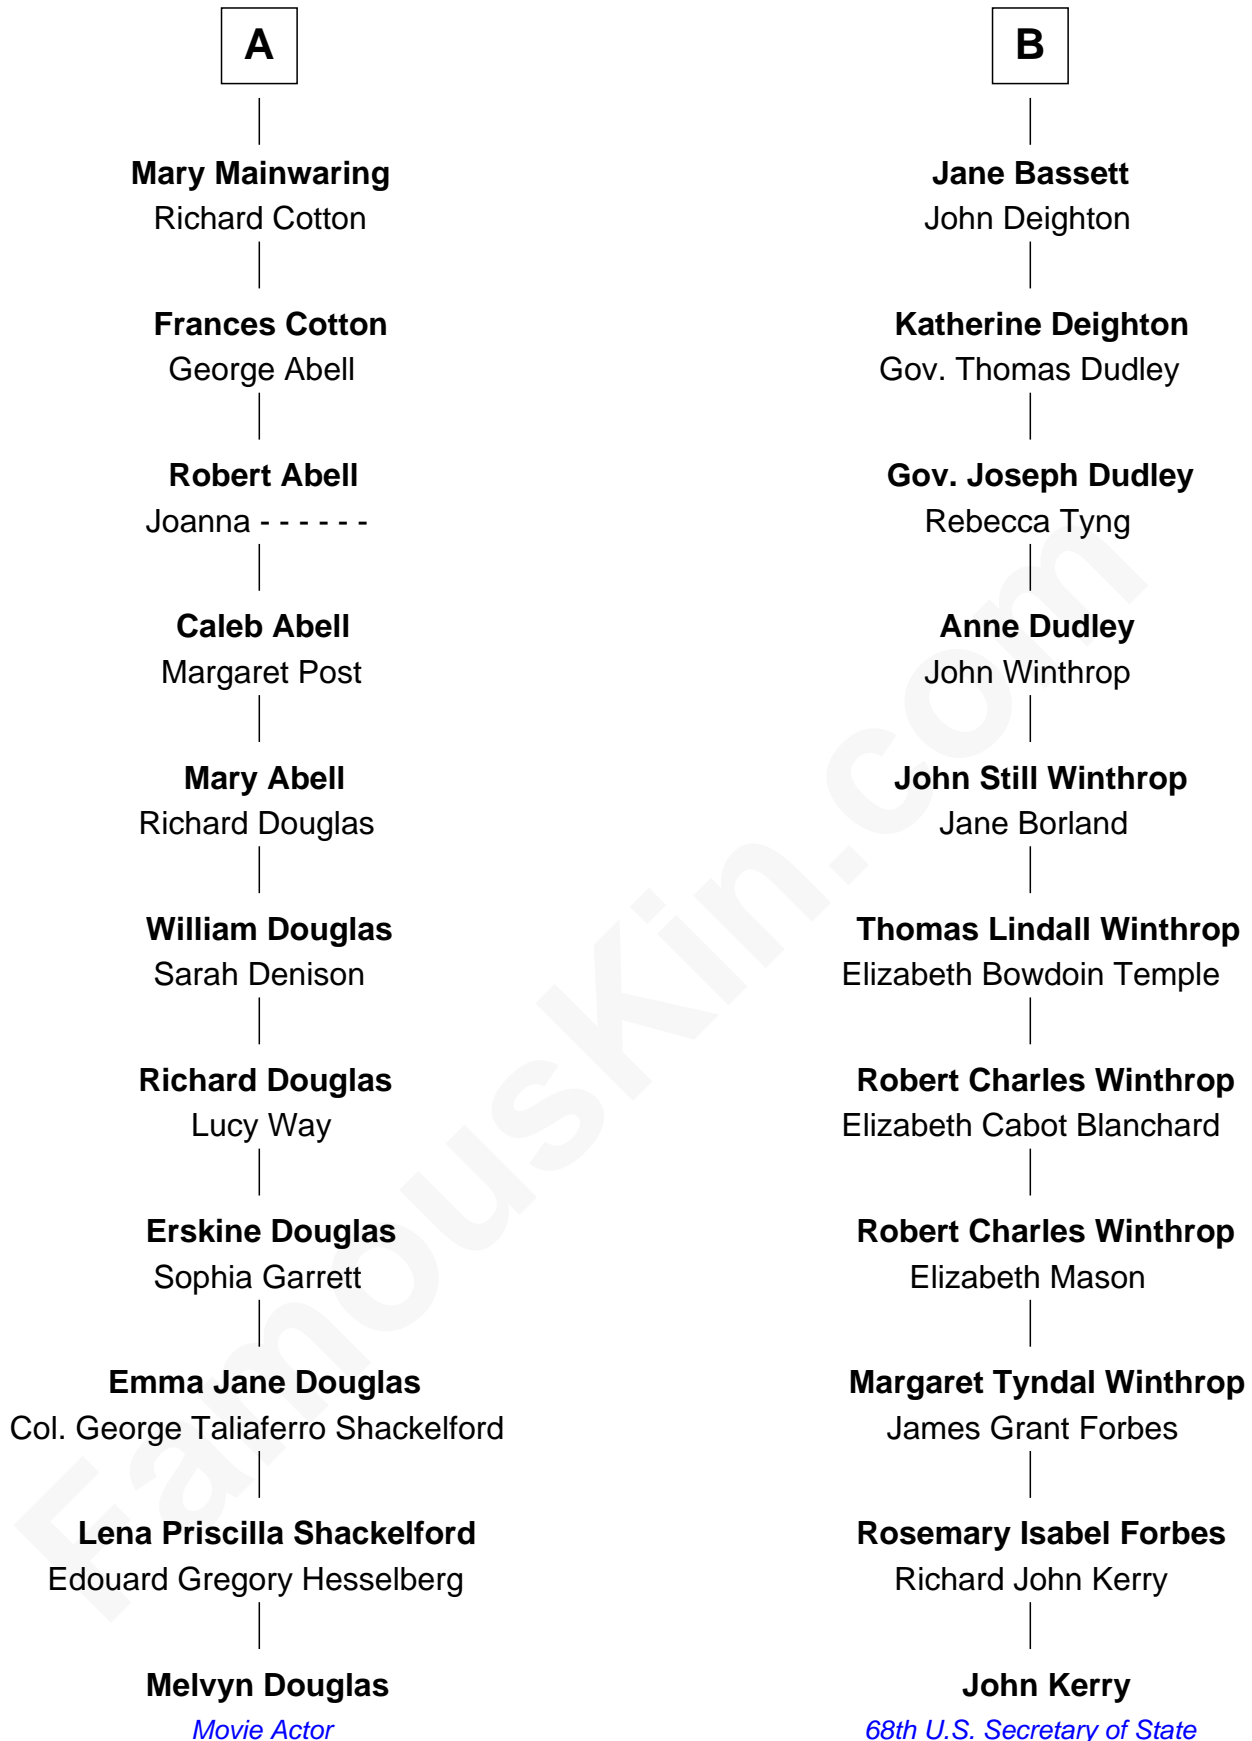 A
Mary Mainwaring
Richard Cotton
Frances Cotton
George Abell
Robert Abell
Joanna - - - - - -
Caleb Abell
Margaret Post
Mary Abell
Richard Douglas
William Douglas
Sarah Denison
Richard Douglas
Lucy Way
Erskine Douglas
Sophia Garrett
Emma Jane Douglas
Col. George Taliaferro Shackelford
Lena Priscilla Shackelford
Edouard Gregory Hesselberg
Melvyn Douglas
Movie Actor
B
Jane Bassett
John Deighton
Katherine Deighton
Gov. Thomas Dudley
Gov. Joseph Dudley
Rebecca Tyng
Anne Dudley
John Winthrop
John Still Winthrop
Jane Borland
Thomas Lindall Winthrop
Elizabeth Bowdoin Temple
Robert Charles Winthrop
Elizabeth Cabot Blanchard
Robert Charles Winthrop
Elizabeth Mason
Margaret Tyndal Winthrop
James Grant Forbes
Rosemary Isabel Forbes
Richard John Kerry
John Kerry
68th U.S. Secretary of State
FamousKin.com